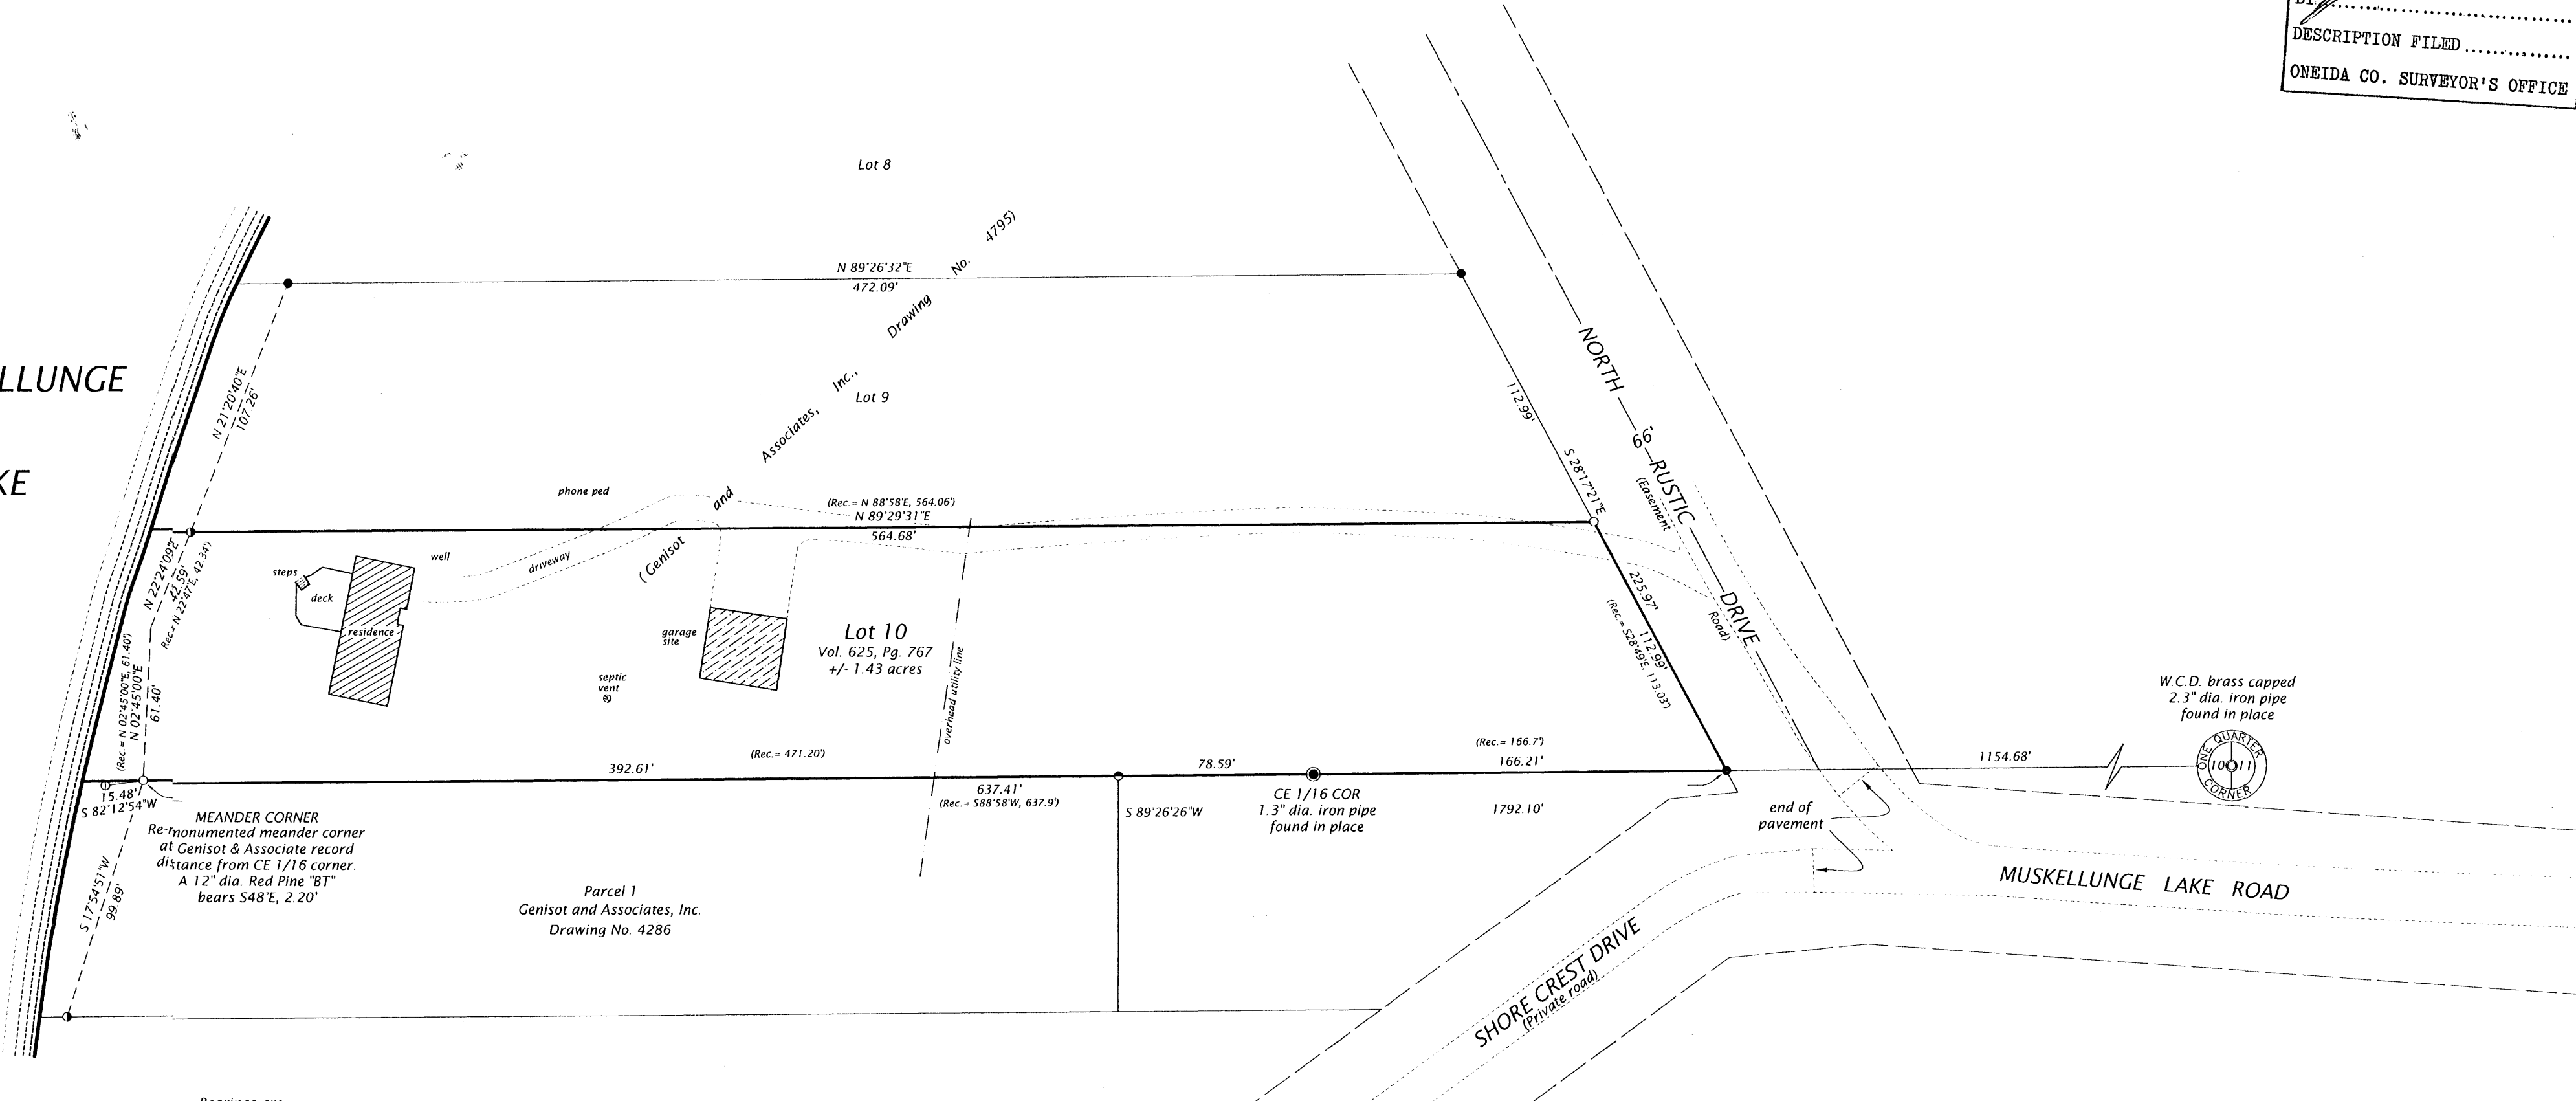 DESCRIPTION FILED
ONEIDA CO. SURVEYOR'S OFFICE
Lot 8
N 89°26'32"E
472.09'
(Genisot and Associates, Inc., Drawing No. 4795)
LLUNGE
KE
N 21°20'40"E
107.26'
Lot 9
112.99'
S 28°17'21"E
225.97'
112.99'
(Rec.= S28°49'E, 113.03')
NORTH RUSTIC DRIVE
66'
(Easement Road)
phone ped
(Rec.= N 88°58'E, 564.06')
N 89°29'31"E
564.68'
well
driveway
steps
deck
residence
garage
site
septic
vent
Lot 10
Vol. 625, Pg. 767
+/- 1.43 acres
overhead utility line
N 22°24'09"E
42.59'
(Rec.= N 22°47'E, 42.34')
(Rec.= N 02°45'00"E, 61.40')
N 02°45'00"E
61.40'
15.48'
S 82°12'54"W
392.61'
(Rec.= 471.20')
78.59'
(Rec.= 166.7')
166.21'
1154.68'
637.41'
(Rec.= S88°58'W, 637.9')
S 89°26'26"W
CE 1/16 COR
1.3" dia. iron pipe
found in place
1792.10'
W.C.D. brass capped
2.3" dia. iron pipe
found in place
ONE QUARTER
10 11
CORNER
end of
pavement
MEANDER CORNER
Re-monumented meander corner
at Genisot & Associate record
distance from CE 1/16 corner.
A 12" dia. Red Pine "BT"
bears S48°E, 2.20'
S 17°54'51"W
99.89'
Parcel 1
Genisot and Associates, Inc.
Drawing No. 4286
MUSKELLUNGE LAKE ROAD
SHORE CREST DRIVE
(Private road)